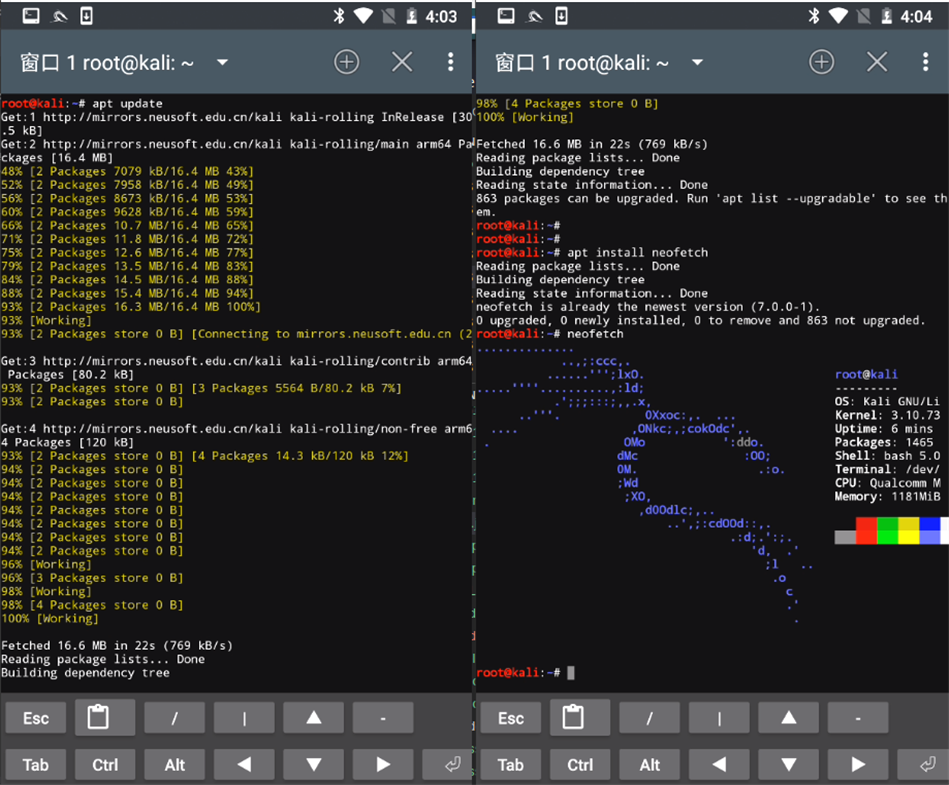 4:03
窗口 1 root@kali: ~
root@kali:~# apt update
Get:1 http://mirrors.neusoft.edu.cn/kali kali-rolling InRelease [30
.5 kB]
Get:2 http://mirrors.neusoft.edu.cn/kali kali-rolling/main arm64 Pa
ckages [16.4 MB]
48% [2 Packages 7079 kB/16.4 MB 43%]
52% [2 Packages 7958 kB/16.4 MB 49%]
56% [2 Packages 8673 kB/16.4 MB 53%]
60% [2 Packages 9628 kB/16.4 MB 59%]
66% [2 Packages 10.7 MB/16.4 MB 65%]
71% [2 Packages 11.8 MB/16.4 MB 72%]
75% [2 Packages 12.6 MB/16.4 MB 77%]
79% [2 Packages 13.5 MB/16.4 MB 83%]
84% [2 Packages 14.5 MB/16.4 MB 88%]
88% [2 Packages 15.4 MB/16.4 MB 94%]
93% [2 Packages 16.3 MB/16.4 MB 100%]
93% [Working]
93% [2 Packages store 0 B] [Connecting to mirrors.neusoft.edu.cn (2
Get:3 http://mirrors.neusoft.edu.cn/kali kali-rolling/contrib arm64
Packages [80.2 kB]
93% [2 Packages store 0 B] [3 Packages 5564 B/80.2 kB 7%]
93% [2 Packages store 0 B]
Get:4 http://mirrors.neusoft.edu.cn/kali kali-rolling/non-free arm6
4 Packages [120 kB]
93% [2 Packages store 0 B] [4 Packages 14.3 kB/120 kB 12%]
94% [2 Packages store 0 B]
94% [2 Packages store 0 B]
94% [2 Packages store 0 B]
94% [2 Packages store 0 B]
94% [2 Packages store 0 B]
94% [2 Packages store 0 B]
94% [2 Packages store 0 B]
96% [Working]
96% [3 Packages store 0 B]
98% [Working]
98% [4 Packages store 0 B]
100% [Working]
Fetched 16.6 MB in 22s (769 kB/s)
Reading package lists... Done
Building dependency tree
Esc / | ▲ -
Tab Ctrl Alt ◀ ▼ ▶
4:04
窗口 1 root@kali: ~
98% [4 Packages store 0 B]
100% [Working]
Fetched 16.6 MB in 22s (769 kB/s)
Reading package lists... Done
Building dependency tree
Reading state information... Done
863 packages can be upgraded. Run 'apt list --upgradable' to see th
em.
root@kali:~#
root@kali:~#
root@kali:~# apt install neofetch
Reading package lists... Done
Building dependency tree
Reading state information... Done
neofetch is already the newest version (7.0.0-1).
0 upgraded, 0 newly installed, 0 to remove and 863 not upgraded.
root@kali:~# neofetch
root@kali
---------
OS: Kali GNU/Li
Kernel: 3.10.73
Uptime: 6 mins
Packages: 1465
Shell: bash 5.0
Terminal: /dev/
CPU: Qualcomm M
Memory: 1181MiB
root@kali:~#
Esc / | ▲ -
Tab Ctrl Alt ◀ ▼ ▶